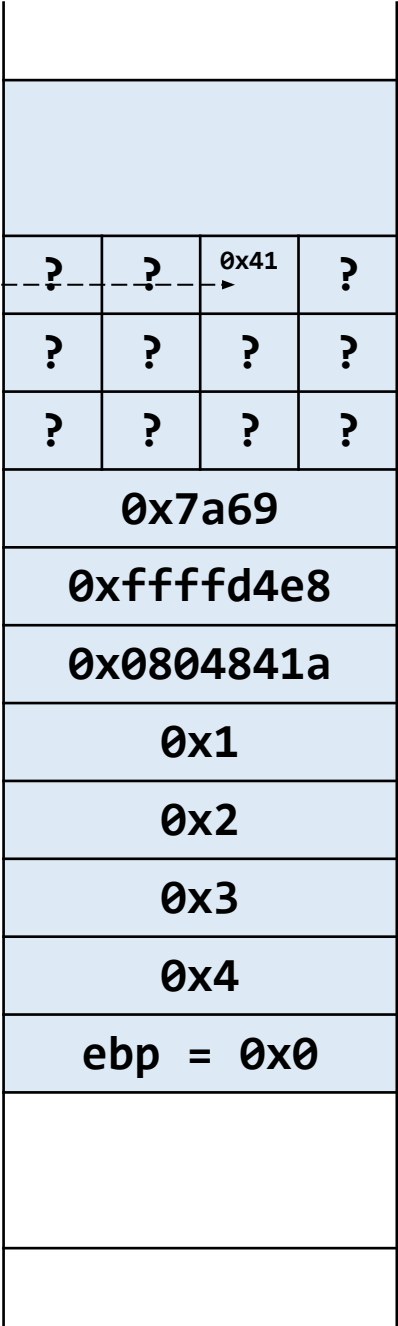 ? ? 0x41 ?
? ? ? ?
? ? ? ?
0x7a69
0xffffd4e8
0x0804841a
0x1
0x2
0x3
0x4
ebp = 0x0